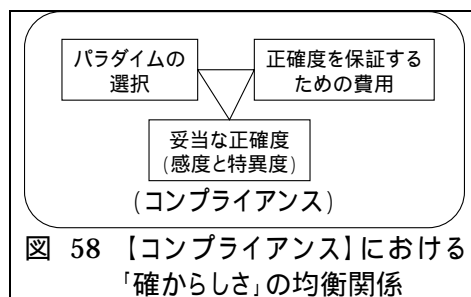 パラダイムの
選択
正確度を保証する
ための費用
妥当な正確度
(感度と特異度)
(コンプライアンス)
図 58 【コンプライアンス】における
「確からしさ」の均衡関係